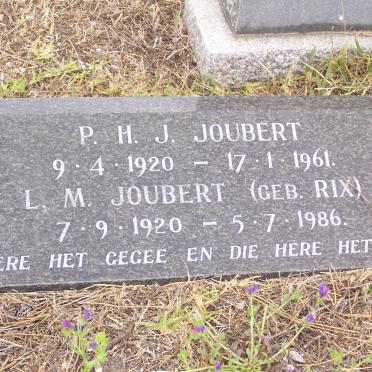 P. H. J. JOUBERT
9 · 4 · 1920 – 17 · 1 · 1961.
L. M. JOUBERT (GEB. RIX)
7 · 9 · 1920 – 5 · 7 · 1986.
ERE HET GEGEE EN DIE HERE HET